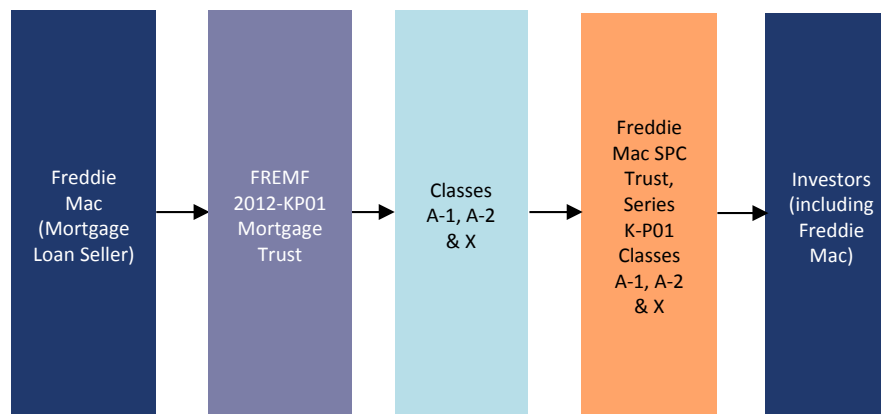 Freddie
Mac
(Mortgage
Loan Seller)
FREMF
2012-KP01
Mortgage
Trust
Classes
A-1, A-2
& X
Freddie
Mac SPC
Trust,
Series
K-P01
Classes
A-1, A-2
& X
Investors
(including
Freddie
Mac)